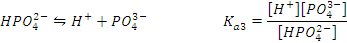 HPO₄²⁻ ⇋ H⁺ + PO₄³⁻    Kₐ₃ = [H⁺][PO₄³⁻] / [HPO₄²⁻]